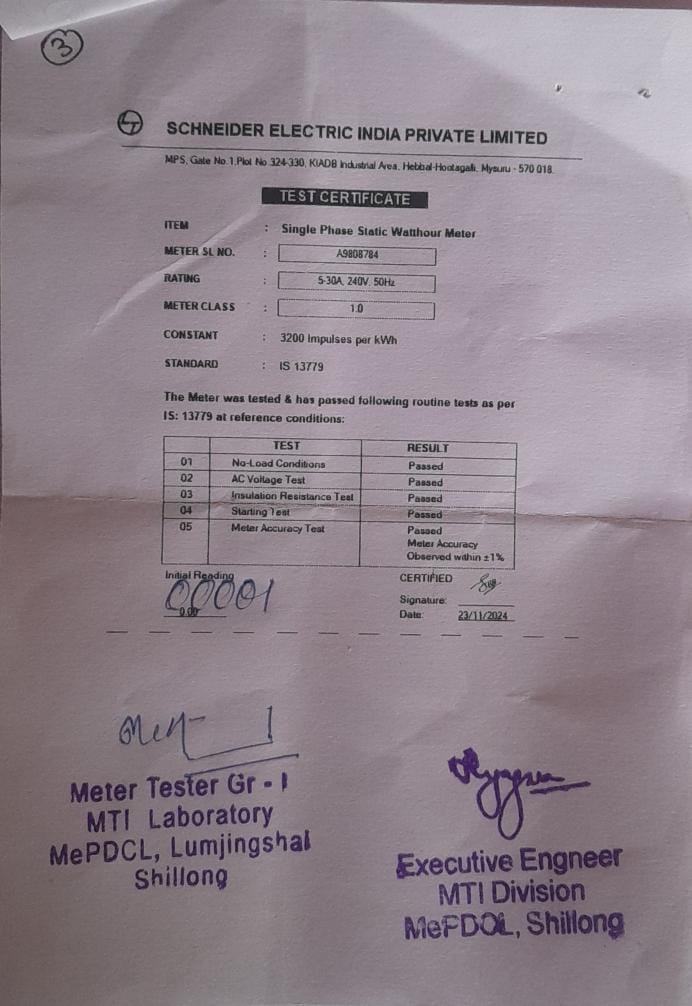 3
SCHNEIDER ELECTRIC INDIA PRIVATE LIMITED
MPS, Gate No.1,Plot No 324-330, KIADB Industrial Area, Hebbal-Hootagalli, Mysuru - 570 018.
TEST CERTIFICATE
ITEM : Single Phase Static Watthour Meter
METER SL NO. : A9808784
RATING : 5-30A, 240V, 50Hz
METER CLASS : 1.0
CONSTANT : 3200 Impulses per kWh
STANDARD : IS 13779
The Meter was tested & has passed following routine tests as per
IS: 13779 at reference conditions:
TEST RESULT
01 No-Load Conditions Passed
02 AC Voltage Test Passed
03 Insulation Resistance Test Passed
04 Starting Test Passed
05 Meter Accuracy Test Passed
Meter Accuracy
Observed within ±1%
Initial Reading CERTIFIED
00001
Signature:
0.00 Date: 23/11/2024
Meter Tester Gr - I
MTI Laboratory
MePDCL, Lumjingshai
Shillong
Executive Engneer
MTI Division
MePDCL, Shillong